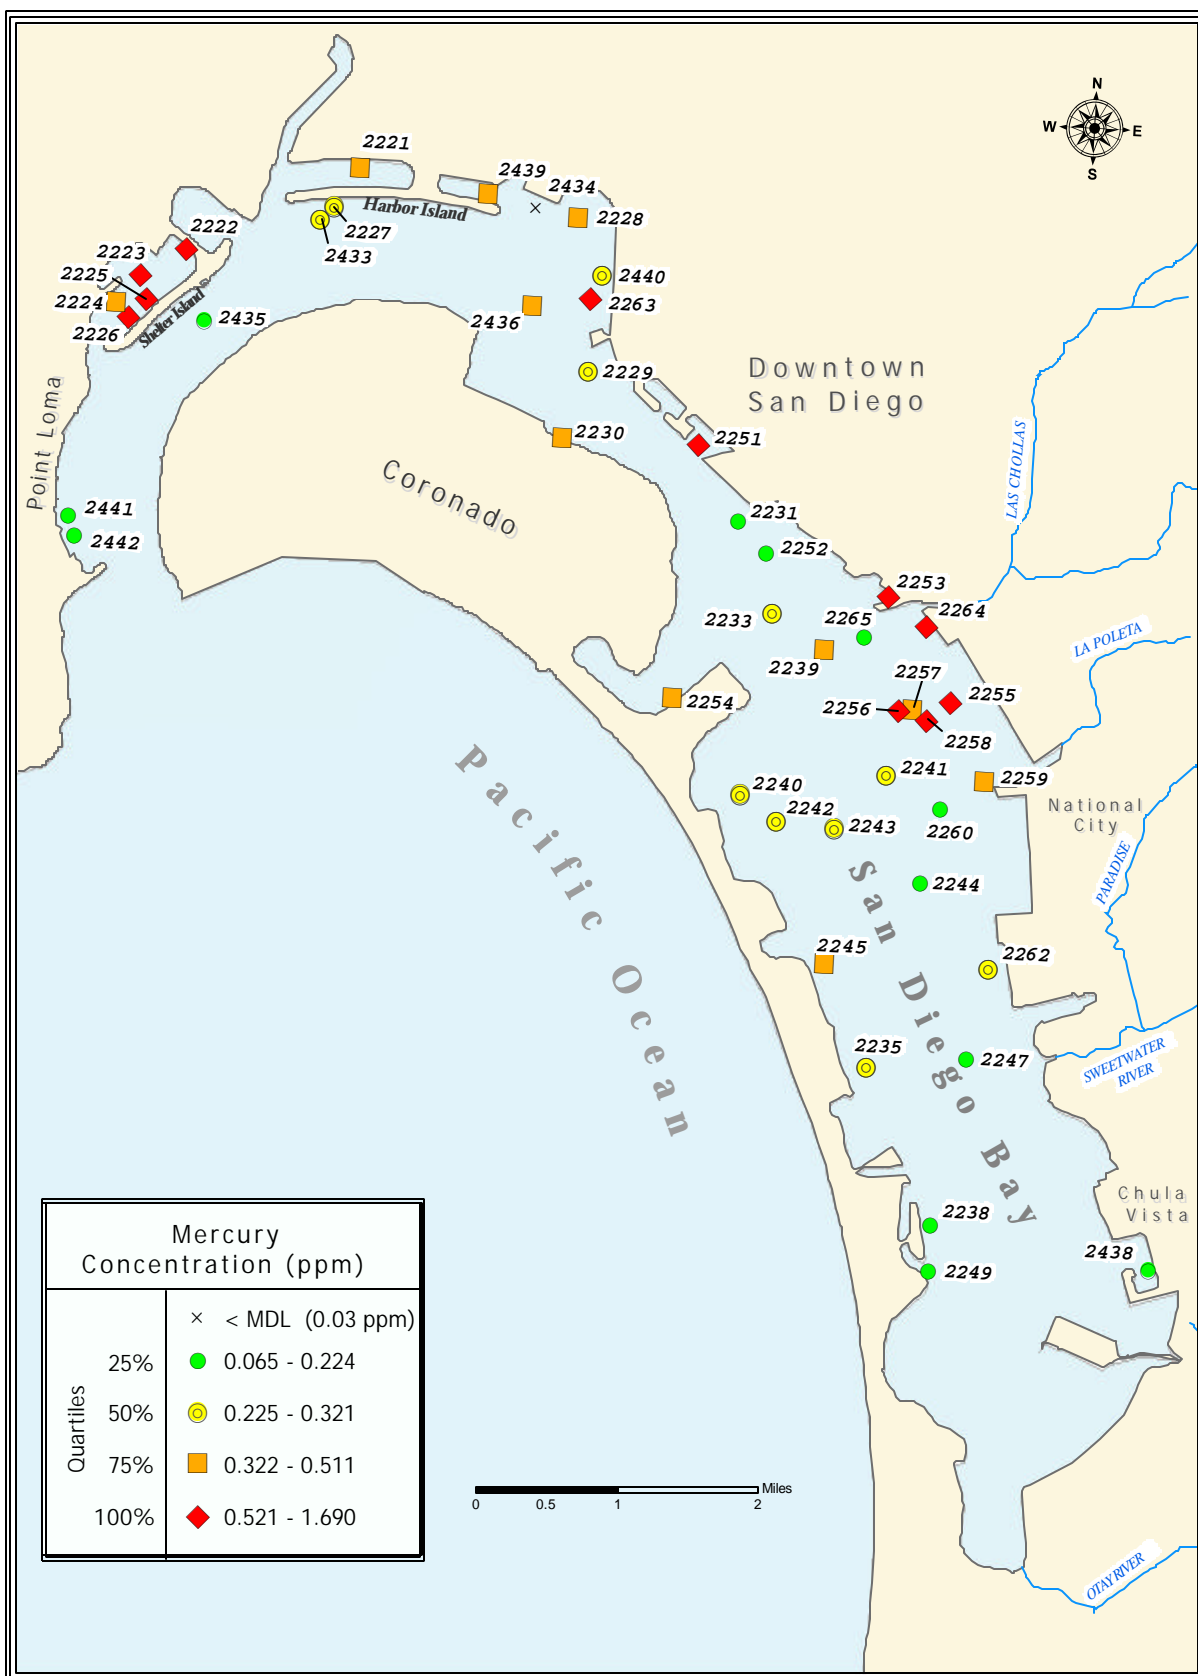 N
W E
S
2221
2439
2434
2228
Harbor Island
2227
2433
2222
2223
2225
2224
2226
Shelter Island
2435
2440
2263
2436
2229
Downtown
San Diego
2230
2251
Point Loma
Coronado
LAS CHOLLAS
2441
2442
2231
2252
2253
2264
2233
2265
2239
LA POLETA
2257
2254
2256
2255
2258
2241
2259
2240
2242
2243
2260
National
City
Pacific Ocean
San Diego Bay
PARADISE
2244
2245
2262
2235
2247
SWEETWATER
RIVER
Chula
Vista
2238
2438
2249
Mercury
Concentration (ppm)
× < MDL (0.03 ppm)
Quartiles
25% 0.065 - 0.224
50% 0.225 - 0.321
75% 0.322 - 0.511
100% 0.521 - 1.690
Miles
0 0.5 1 2
OTAY RIVER